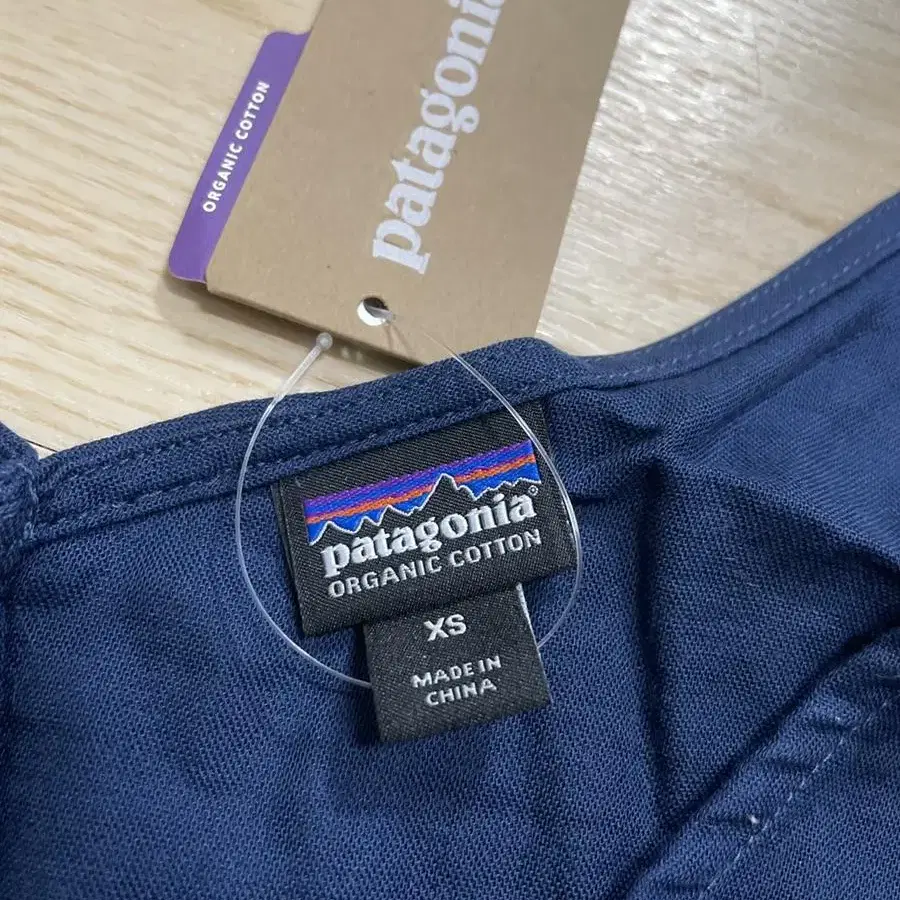 ORGANIC COTTON
patagonia
patagonia®
ORGANIC COTTON
XS
MADE IN
CHINA